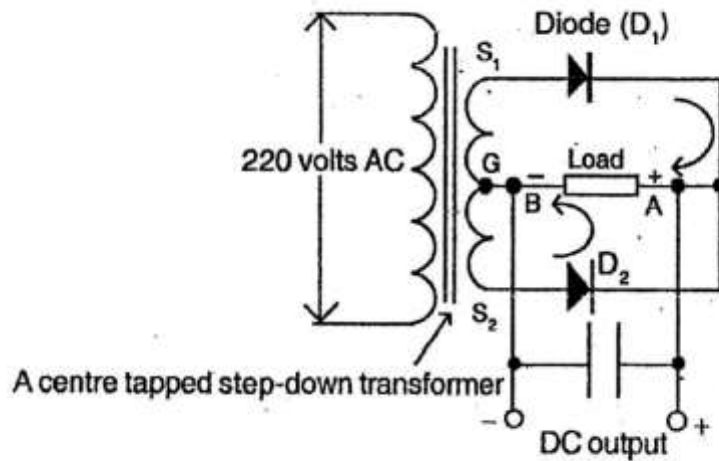 Diode (D₁)
S₁
220 volts AC
G
Load
−
+
B
A
D₂
S₂
A centre tapped step-down transformer
−
+
DC output